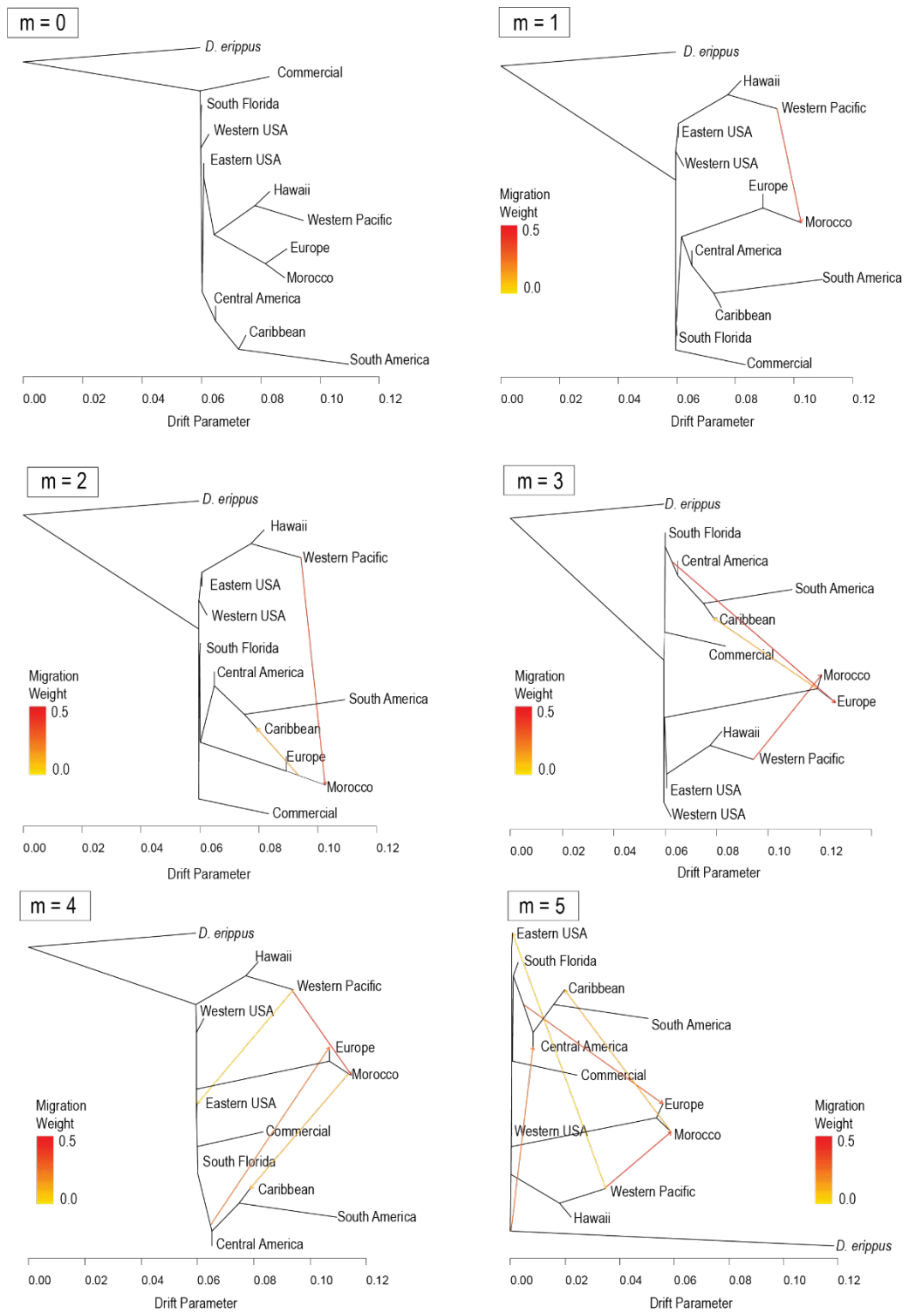 m = 0
D. erippus
Commercial
South Florida
Western USA
Eastern USA
Hawaii
Western Pacific
Europe
Morocco
Central America
Caribbean
South America
0.00 0.02 0.04 0.06 0.08 0.10 0.12
Drift Parameter
m = 1
D. erippus
Hawaii
Western Pacific
Eastern USA
Western USA
Europe
Migration
Weight
0.5
0.0
Morocco
Central America
South America
Caribbean
South Florida
Commercial
0.00 0.02 0.04 0.06 0.08 0.10 0.12
Drift Parameter
m = 2
D. erippus
Hawaii
Western Pacific
Eastern USA
Western USA
South Florida
Central America
Migration
Weight
0.5
0.0
South America
Caribbean
Europe
Morocco
Commercial
0.00 0.02 0.04 0.06 0.08 0.10 0.12
Drift Parameter
m = 3
D. erippus
South Florida
Central America
South America
Caribbean
Commercial
Migration
Weight
0.5
0.0
Morocco
Europe
Hawaii
Western Pacific
Eastern USA
Western USA
0.00 0.02 0.04 0.06 0.08 0.10 0.12
Drift Parameter
m = 4
D. erippus
Hawaii
Western Pacific
Western USA
Europe
Morocco
Eastern USA
Migration
Weight
0.5
0.0
Commercial
South Florida
Caribbean
South America
Central America
0.00 0.02 0.04 0.06 0.08 0.10 0.12
Drift Parameter
m = 5
Eastern USA
South Florida
Caribbean
South America
Central America
Commercial
Europe
Western USA
Morocco
Migration
Weight
0.5
0.0
Western Pacific
Hawaii
D. erippus
0.00 0.02 0.04 0.06 0.08 0.10 0.12
Drift Parameter